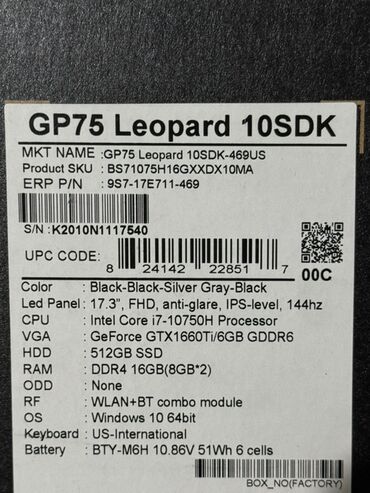 GP75 Leopard 10SDK
MKT NAME :GP75 Leopard 10SDK-469US
Product SKU : BS71075H16GXXDX10MA
ERP P/N : 9S7-17E711-469
S/N:K2010N1117540
UPC CODE:
8 24142 22851 7
00C
Color : Black-Black-Silver Gray-Black
Led Panel : 17.3", FHD, anti-glare, IPS-level, 144hz
CPU : Intel Core i7-10750H Processor
VGA : GeForce GTX1660Ti/6GB GDDR6
HDD : 512GB SSD
RAM : DDR4 16GB(8GB*2)
ODD : None
RF : WLAN+BT combo module
OS : Windows 10 64bit
Keyboard : US-International
Battery : BTY-M6H 10.86V 51Wh 6 cells
BOX_NO(FACTORY)